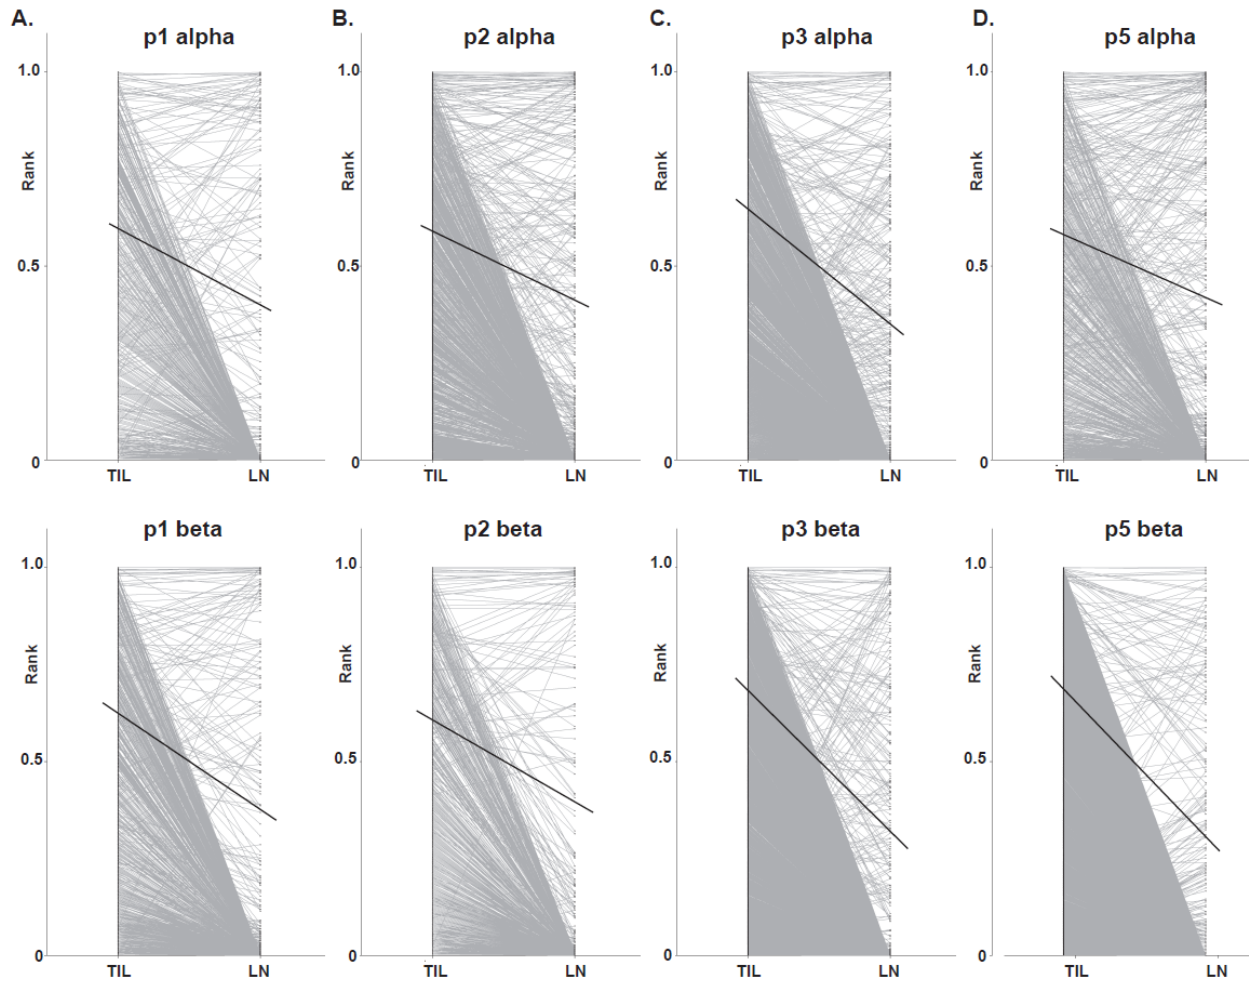 A. B. C. D.
p1 alpha p2 alpha p3 alpha p5 alpha
1.0 1.0 1.0 1.0
Rank Rank Rank Rank
0.5 0.5 0.5 0.5
0 0 0 0
TIL LN TIL LN TIL LN TIL LN
p1 beta p2 beta p3 beta p5 beta
1.0 1.0 1.0 1.0
Rank Rank Rank Rank
0.5 0.5 0.5 0.5
0 0 0 0
TIL LN TIL LN TIL LN TIL LN